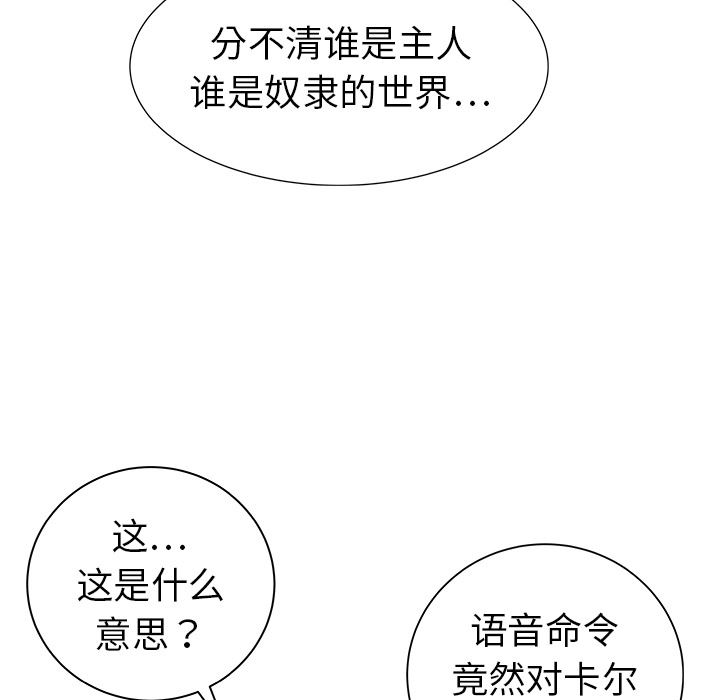 分不清谁是主人
谁是奴隶的世界...
这...
这是什么
意思？
语音命令
竟然对卡尔